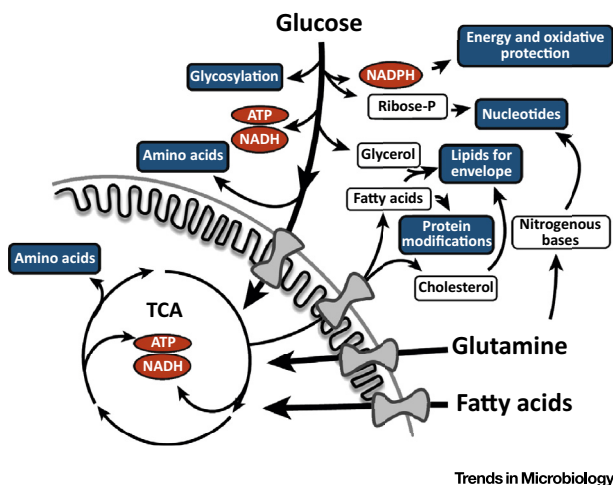 Glucose
Energy and oxidative
protection
Glycosylation
NADPH
Ribose-P
Nucleotides
ATP
NADH
Amino acids
Glycerol
Lipids for
envelope
Fatty acids
Protein
modifications
Nitrogenous
bases
Cholesterol
Amino acids
TCA
ATP
NADH
Glutamine
Fatty acids
Trends in Microbiology